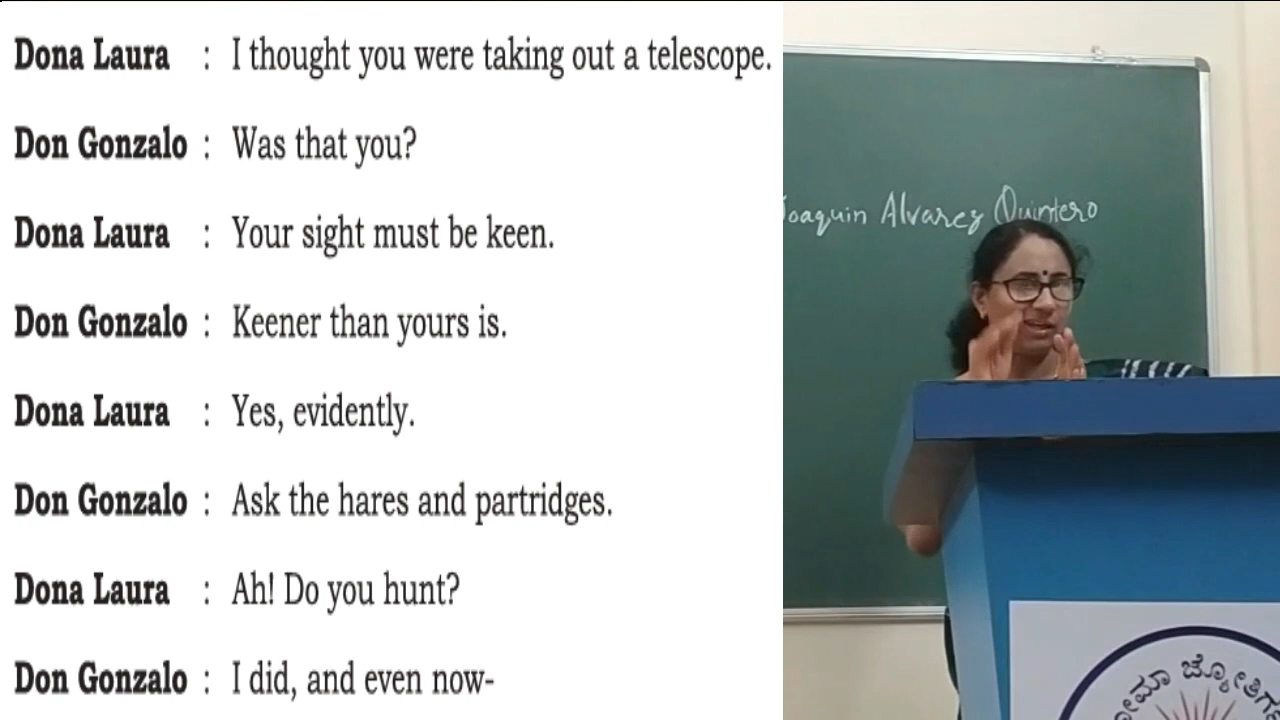 Dona Laura : I thought you were taking out a telescope.
Don Gonzalo : Was that you?
Dona Laura : Your sight must be keen.
Don Gonzalo : Keener than yours is.
Dona Laura : Yes, evidently.
Don Gonzalo : Ask the hares and partridges.
Dona Laura : Ah! Do you hunt?
Don Gonzalo : I did, and even now-
Joaquin Alvarez Quintero